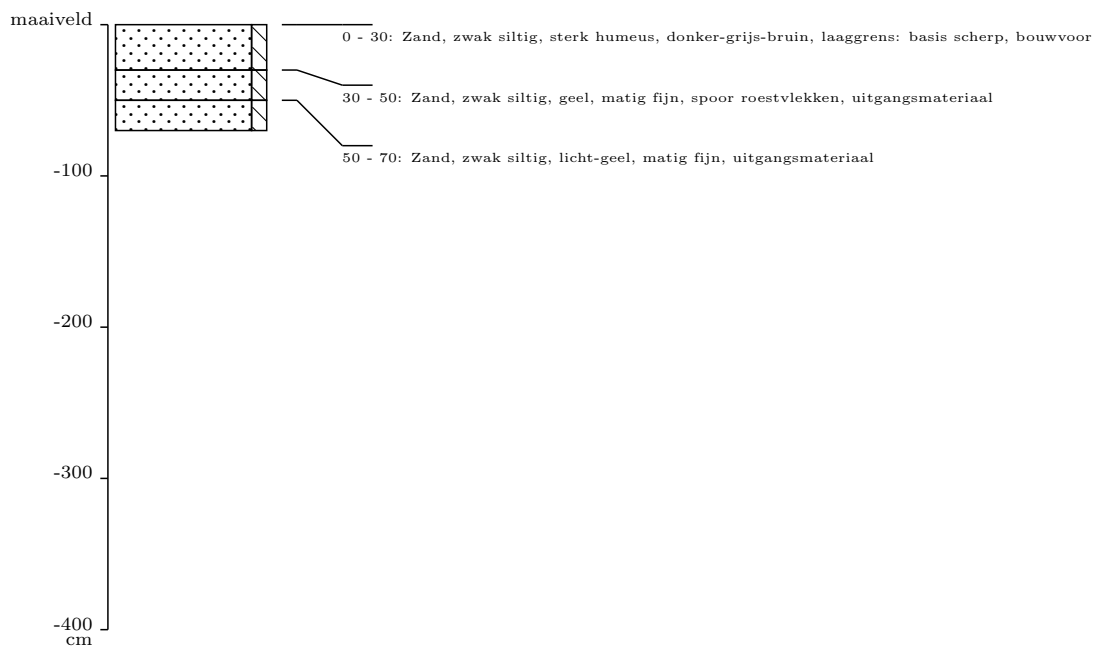 maaiveld
0 - 30: Zand, zwak siltig, sterk humeus, donker-grijs-bruin, laaggrens: basis scherp, bouwvoor
30 - 50: Zand, zwak siltig, geel, matig fijn, spoor roestvlekken, uitgangsmateriaal
50 - 70: Zand, zwak siltig, licht-geel, matig fijn, uitgangsmateriaal
-100
-200
-300
-400
cm